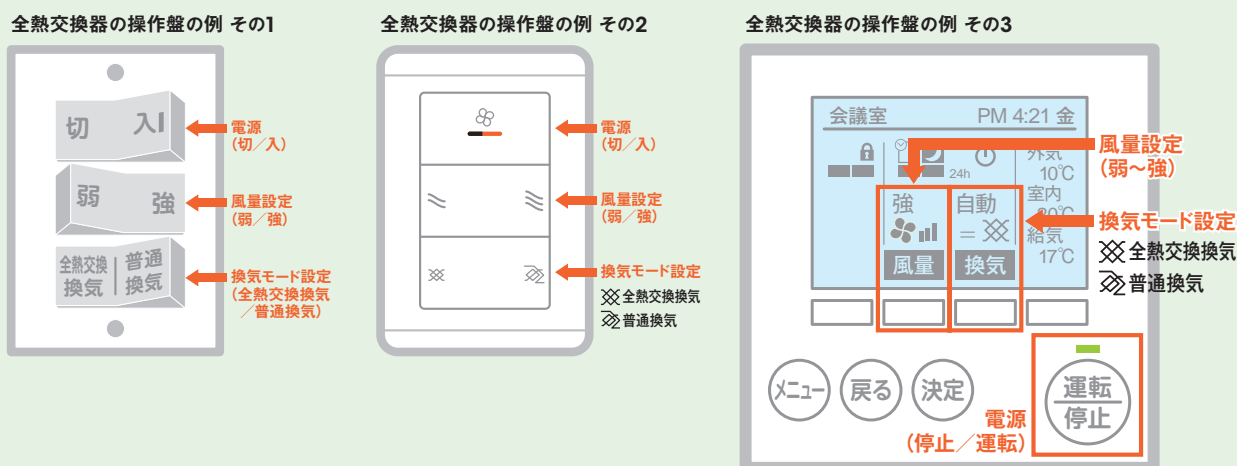 全熱交換器の操作盤の例 その1
切 入
電源
(切/入)
弱 強
風量設定
(弱/強)
全熱交換
換気
普通
換気
換気モード設定
(全熱交換換気
/普通換気)
全熱交換器の操作盤の例 その2
電源
(切/入)
風量設定
(弱/強)
換気モード設定
全熱交換換気
普通換気
全熱交換器の操作盤の例 その3
会議室 PM 4:21 金
24h
外気
10℃
室内
給気
17℃
強
風量
自動
換気
風量設定
(弱~強)
換気モード設定
全熱交換換気
普通換気
メニュー
戻る
決定
運転
停止
電源
(停止/運転)